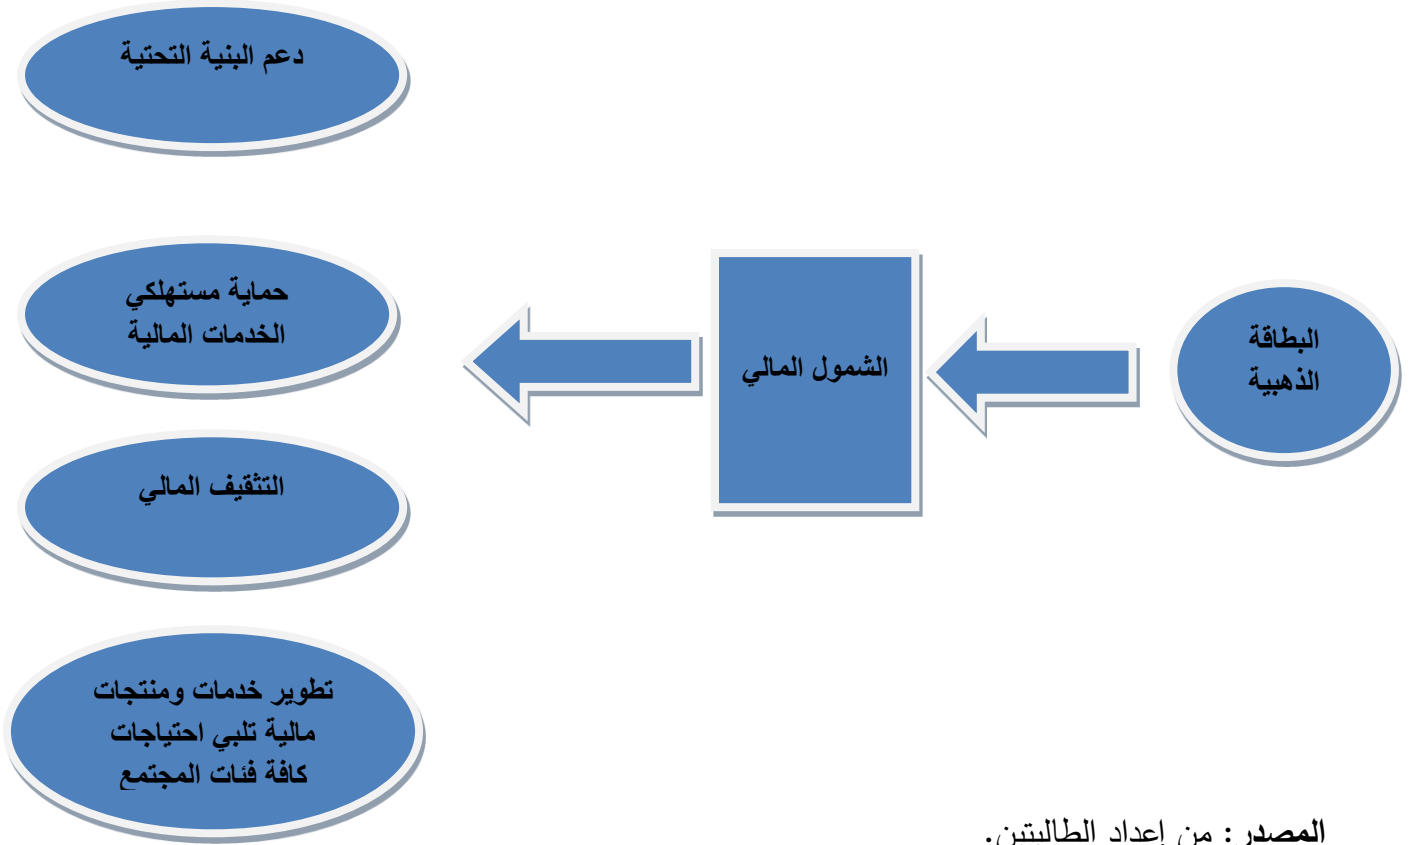 دعم البنية التحتية
البطاقة
الذهبية
الشمول المالي
حماية مستهلكي
الخدمات المالية
التثقيف المالي
تطوير خدمات ومنتجات
مالية تلبي احتياجات
كافة فئات المجتمع
المصدر: من إعداد الطالبتين.